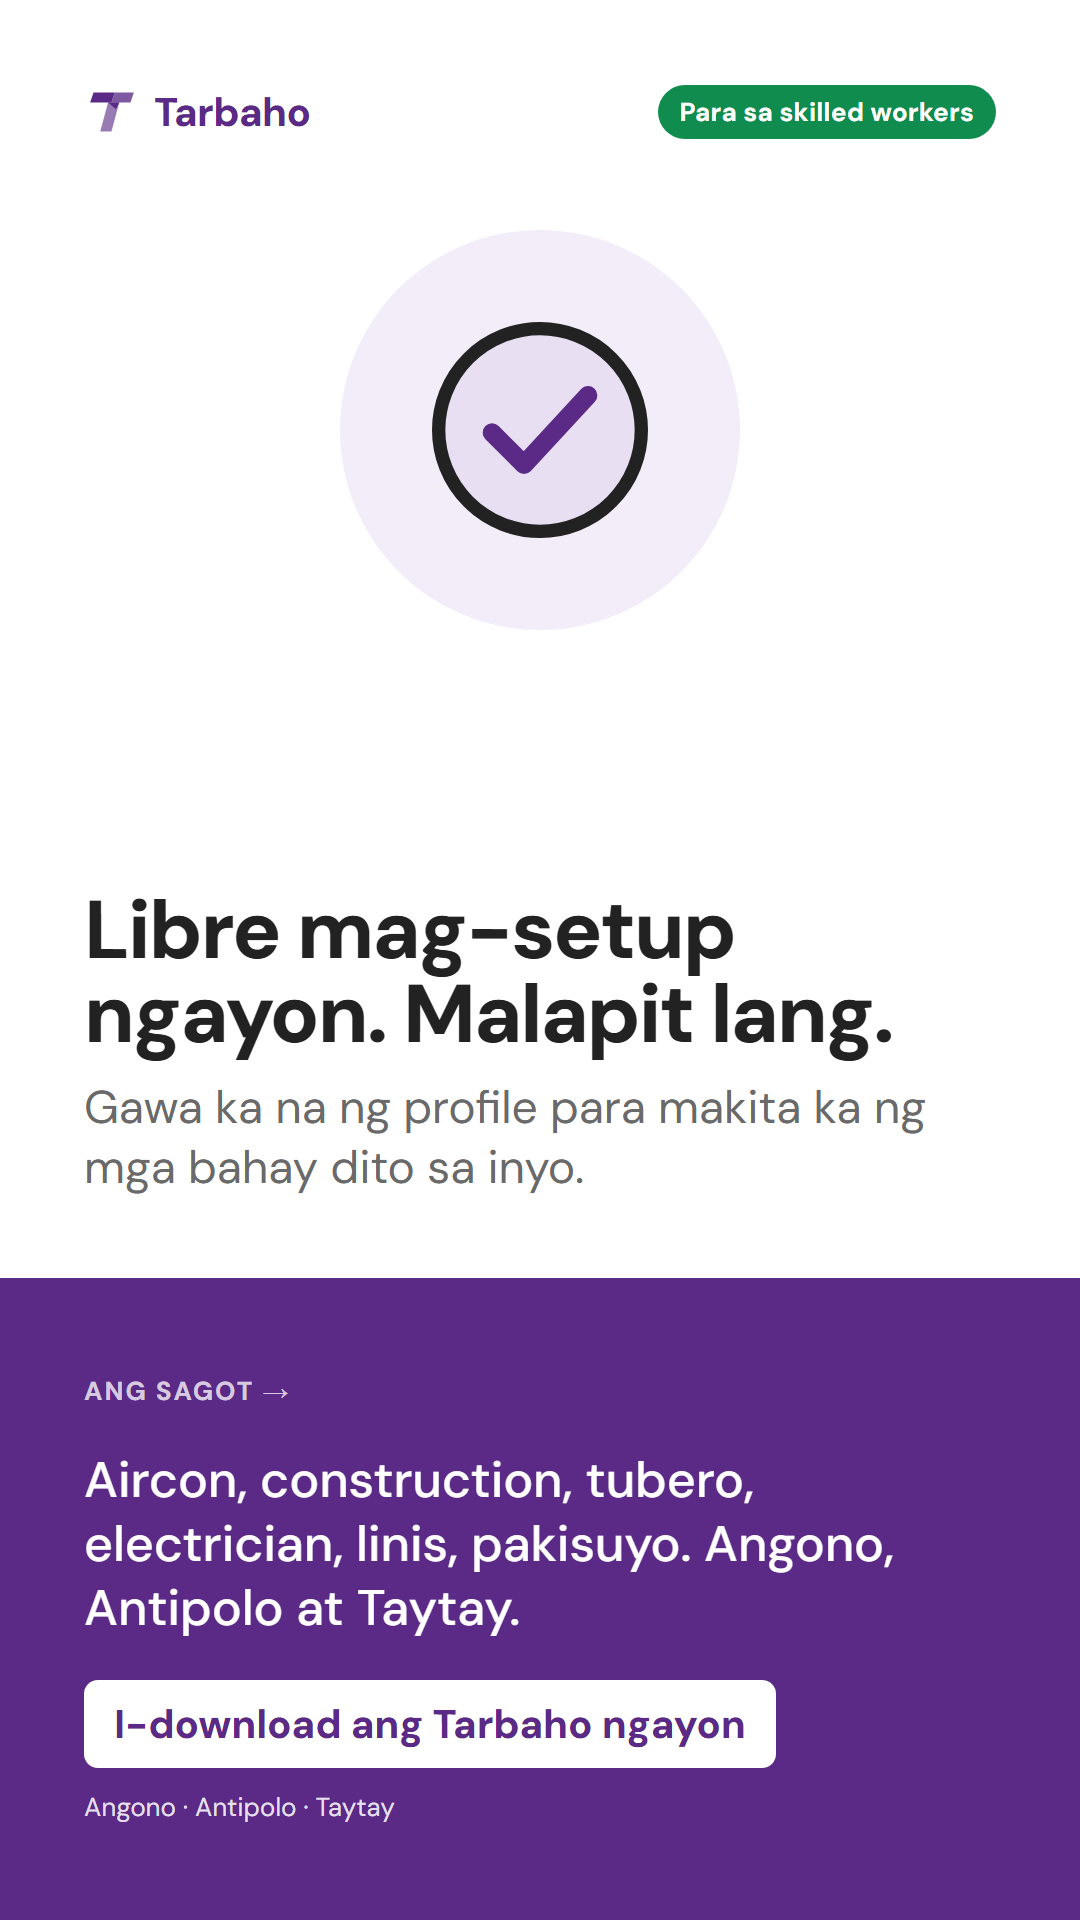 Tarbaho
Para sa skilled workers
Libre mag-setup
ngayon. Malapit lang.
Gawa ka na ng profile para makita ka ng
mga bahay dito sa inyo.
ANG SAGOT →
Aircon, construction, tubero,
electrician, linis, pakisuyo. Angono,
Antipolo at Taytay.
I-download ang Tarbaho ngayon
Angono · Antipolo · Taytay